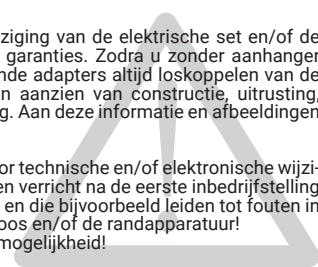 ziging van de elektrische set en/of de
garanties. Zodra u zonder aanhanger
nde adapters altijd loskoppelen van de
n aanzien van constructie, uitrusting,
g. Aan deze informatie en afbeeldingen
or technische en/of elektronische wijzi-
en verricht na de eerste inbedrijfstelling
en die bijvoorbeeld leiden tot fouten in
oos en/of de randapparatuur!
mogelijkheid!